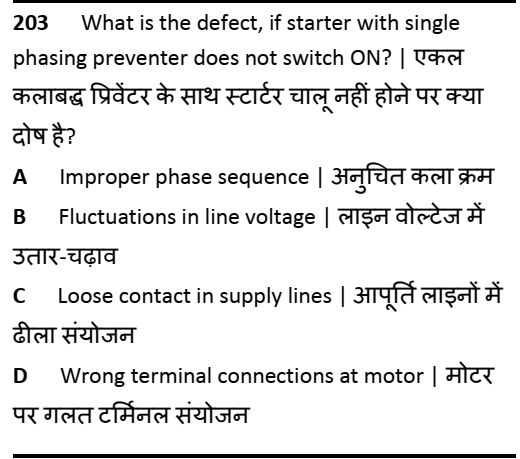 203 What is the defect, if starter with single
phasing preventer does not switch ON? | एकल
कलाबद्ध प्रिवेंटर के साथ स्टार्टर चालू नहीं होने पर क्या
दोष है?
A Improper phase sequence | अनुचित कला क्रम
B Fluctuations in line voltage | लाइन वोल्टेज में
उतार-चढ़ाव
C Loose contact in supply lines | आपूर्ति लाइनों में
ढीला संयोजन
D Wrong terminal connections at motor | मोटर
पर गलत टर्मिनल संयोजन